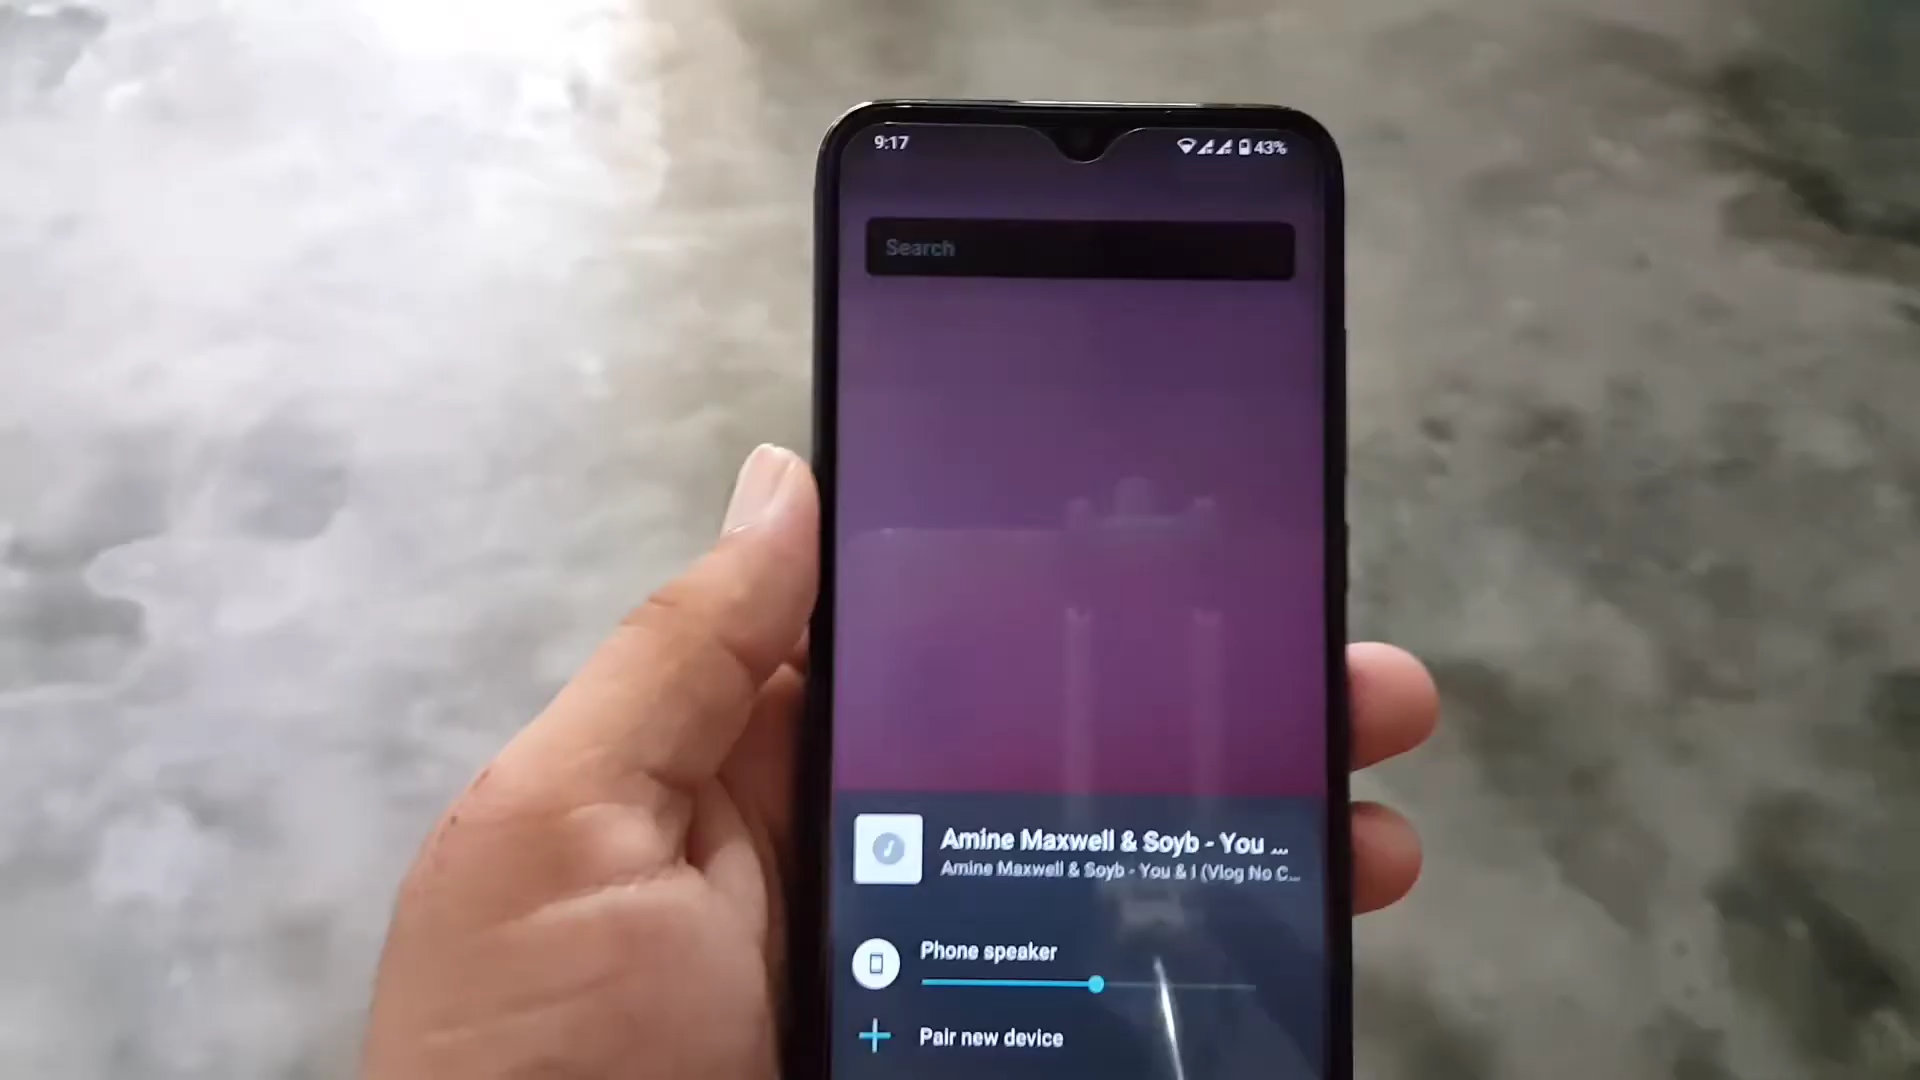 9:17
43%
Search
Amine Maxwell & Soyb - You ...
Amine Maxwell & Soyb - You & I (Vlog No C...
Phone speaker
Pair new device